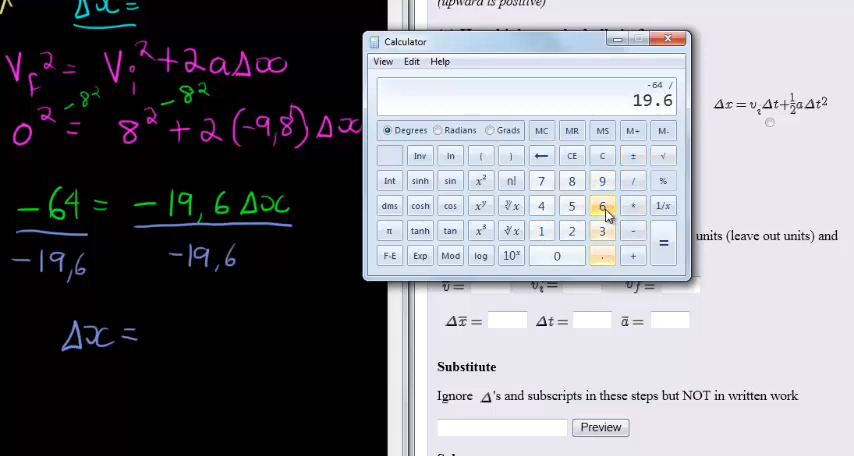 Δx =
Vf² = Vi² + 2aΔx
-8² -8²
0² = 8² + 2(-9,8)Δx
-64 = -19,6 Δx
-19,6 -19,6
Δx =
(upward is positive)
Calculator
View Edit Help
-64 /
19.6
Degrees Radians Grads MC MR MS M+ M-
Inv ln ( ) ← CE C ± √
Int sinh sin x² n! 7 8 9 / %
dms cosh cos xʸ ʸ√x 4 5 6 * 1/x
π tanh tan x³ ³√x 1 2 3 - =
F-E Exp Mod log 10ˣ 0 . +
Δx = vᵢΔt + ½aΔt²
units (leave out units) and
v̄ = vᵢ = vf =
Δx̄ = Δt = ā =
Substitute
Ignore Δ's and subscripts in these steps but NOT in written work
Preview